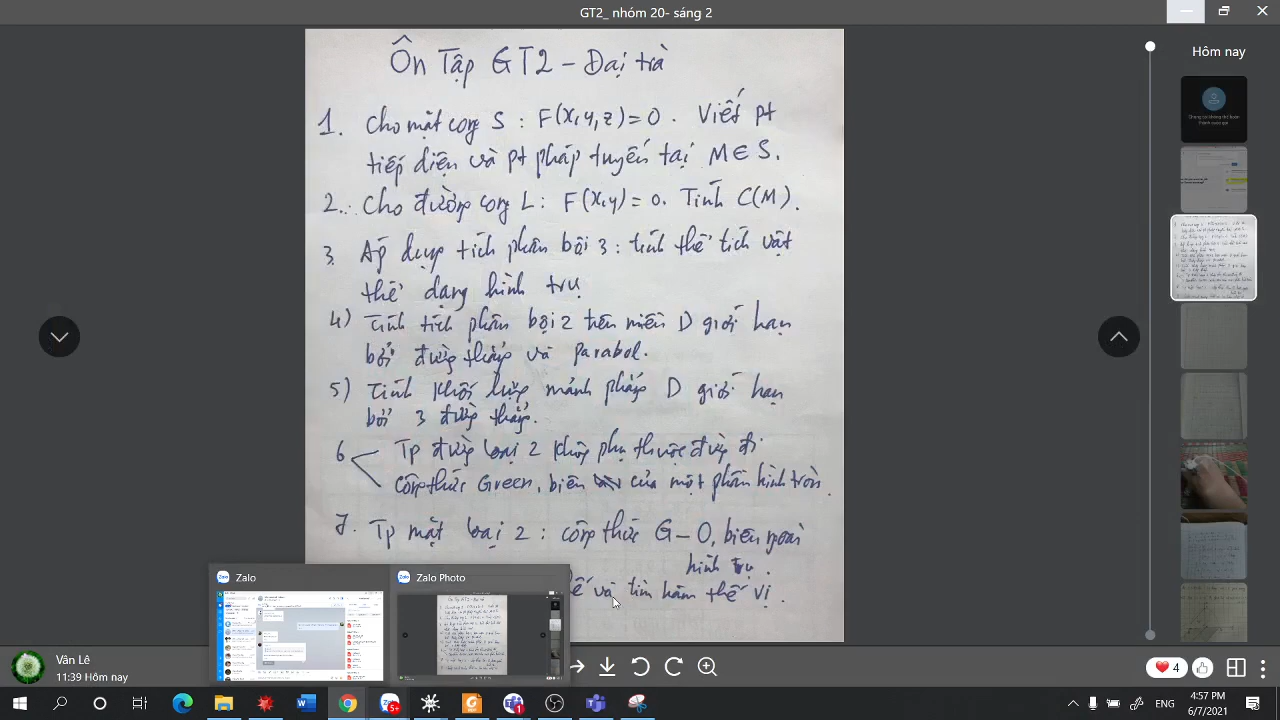 GT2_ nhóm 20- sáng 2
Hôm nay
Ôn Tập GT2 - Đại trà
1. Cho mặt cong S : F(x,y,z) = 0. Viết pt
tiếp diện và pt pháp tuyến tại M ∈ S.
2. Cho đường cong L : F(x,y) = 0. Tính C(M).
3. Áp dụng tích phân bội 3 : tính thể tích vật
thể dạng hình trụ
4) Tính tích phân bội 2 trên miền D giới hạn
bởi đường thẳng và Parabol.
5) Tính khối lượng mảnh phẳng D giới hạn
bởi 3 đường thẳng.
6 Tp đường loại 2 không phụ thuộc đường đi
công thức Green, biên của một phần hình tròn.
7. Tp mặt loại 2 : công thức G-O, biên ngoài
hình trụ.
và tìm hàm thế vị
Zalo
Zalo Photo
Vân
11: hôm nay
4
5+
1
ENG
4:57 PM
6/7/2021